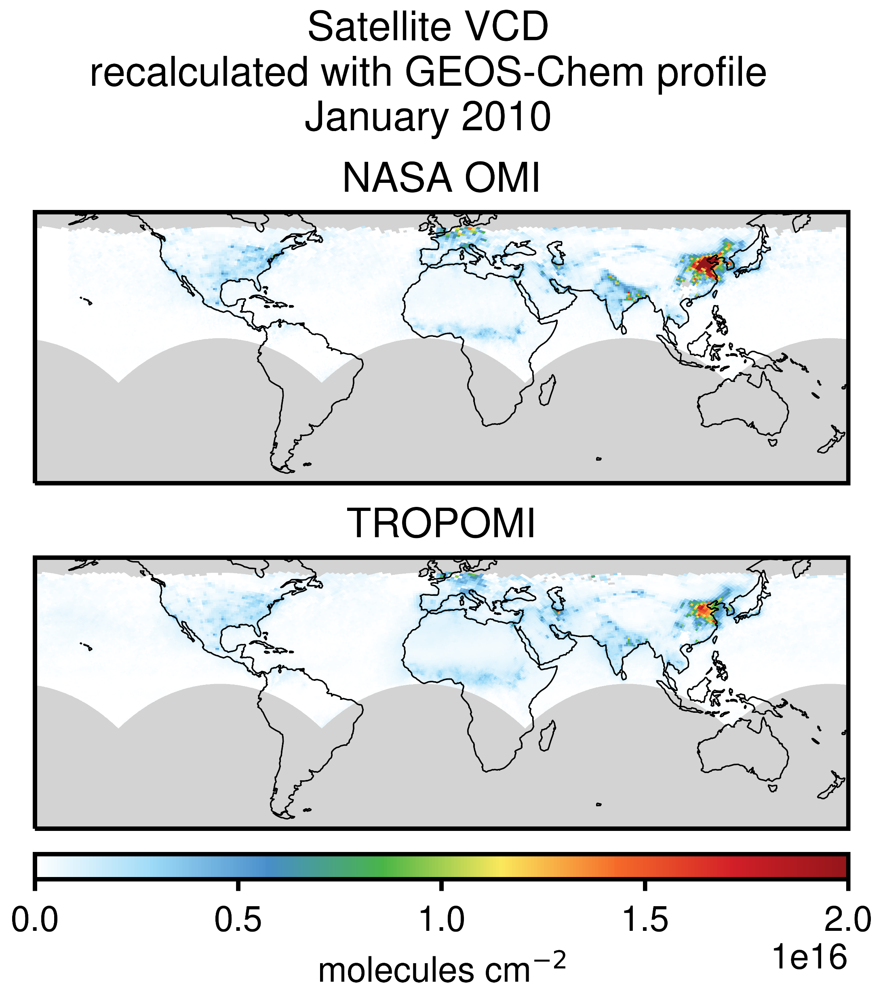 Satellite VCD
recalculated with GEOS-Chem profile
January 2010
NASA OMI
TROPOMI
0.0 0.5 1.0 1.5 2.0
1e16
molecules cm⁻²